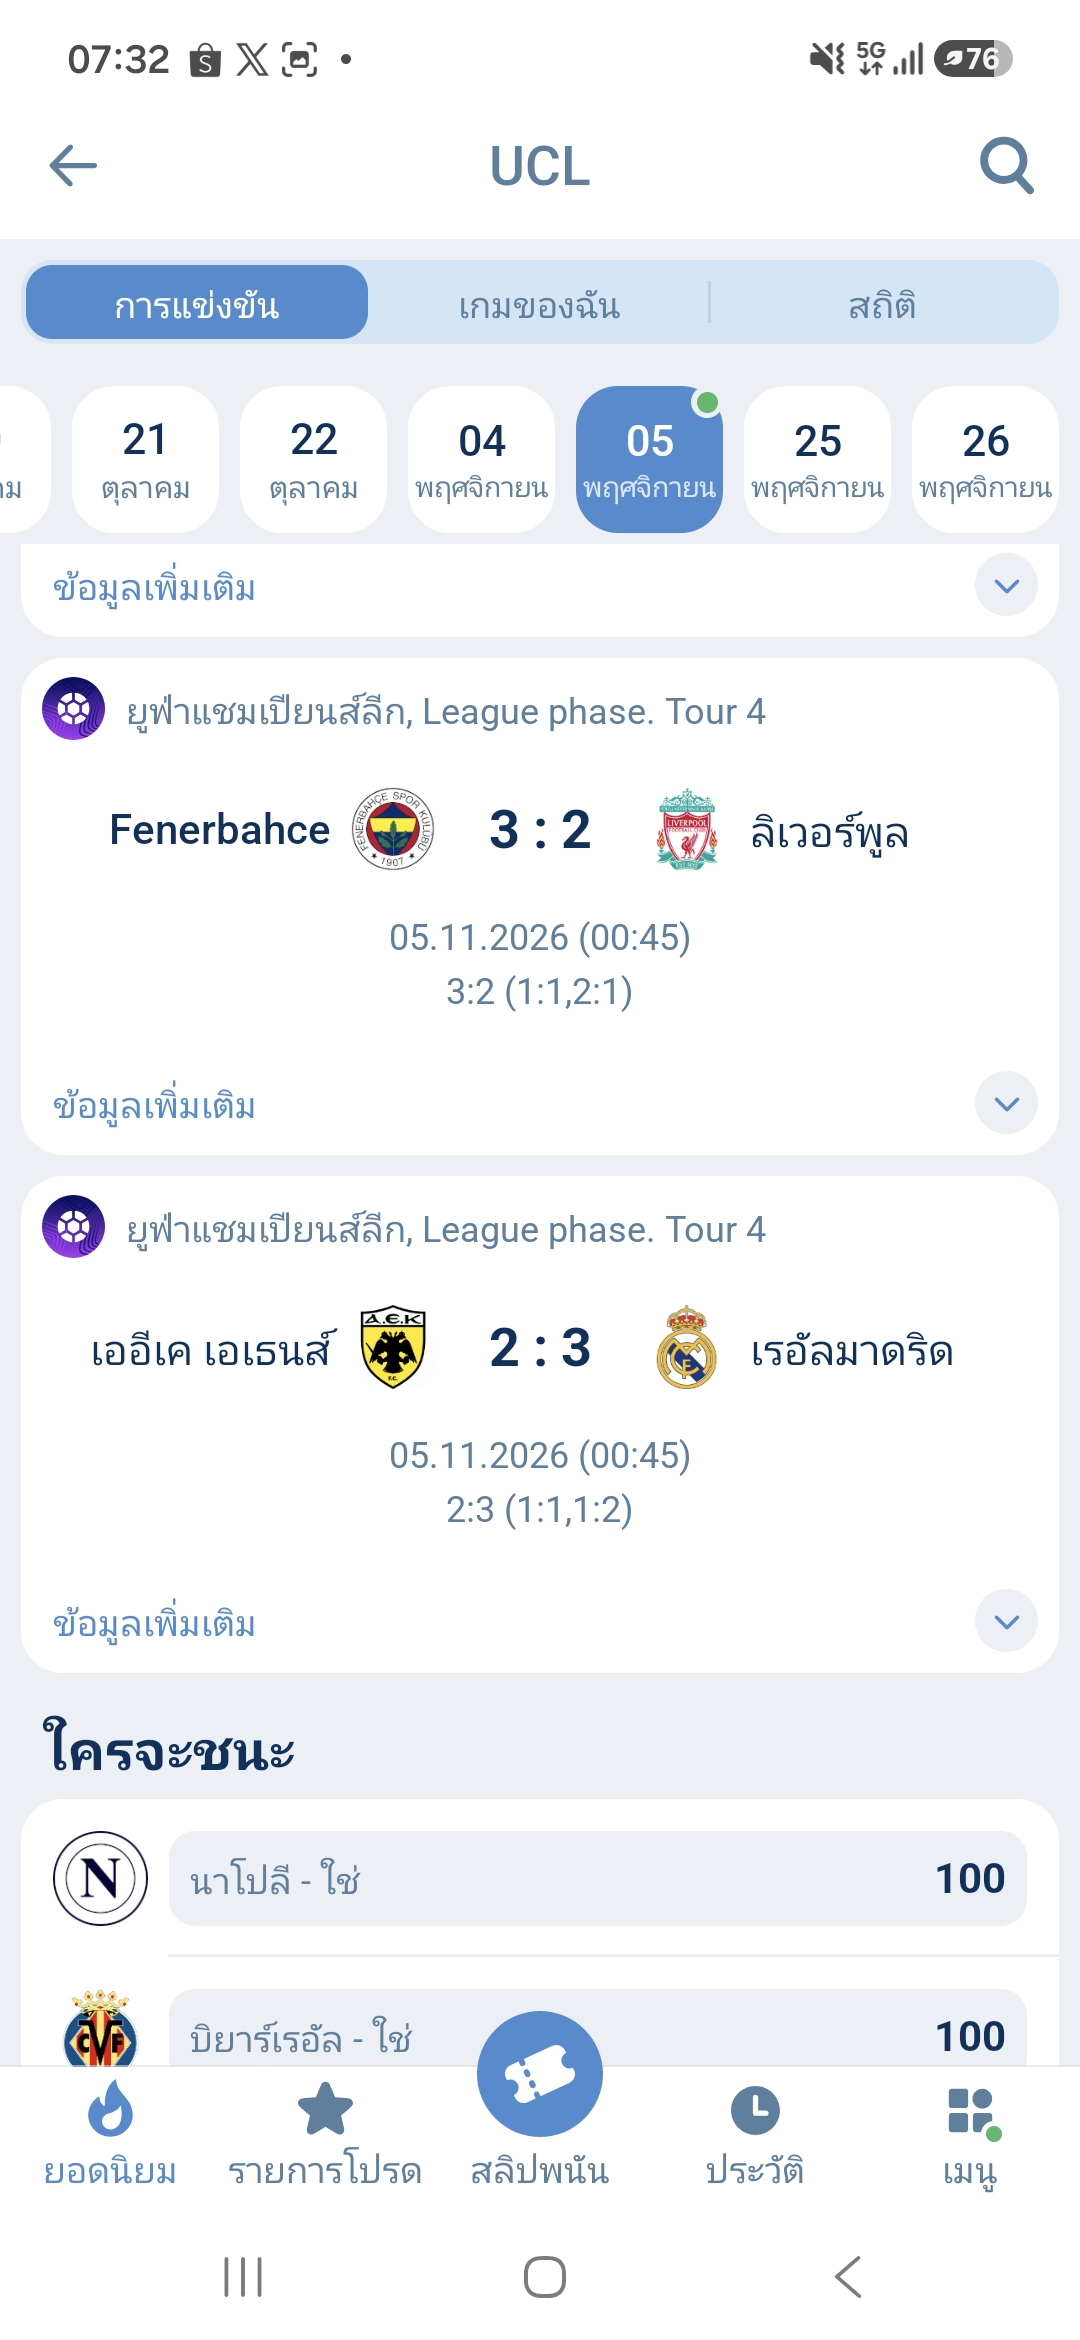 07:32
5G
76
UCL
การแข่งขัน
เกมของฉัน
สถิติ
21
ตุลาคม
22
ตุลาคม
04
พฤศจิกายน
05
พฤศจิกายน
25
พฤศจิกายน
26
พฤศจิกายน
ข้อมูลเพิ่มเติม
ยูฟ่าแชมเปียนส์ลีก, League phase. Tour 4
Fenerbahce
FENERBAHÇE SPOR KULÜBÜ
1907
3 : 2
LIVERPOOL
ลิเวอร์พูล
05.11.2026 (00:45)
3:2 (1:1,2:1)
ข้อมูลเพิ่มเติม
ยูฟ่าแชมเปียนส์ลีก, League phase. Tour 4
เออีเค เอเธนส์
A.E.K
F.C.
2 : 3
เรอัลมาดริด
05.11.2026 (00:45)
2:3 (1:1,1:2)
ข้อมูลเพิ่มเติม
ใครจะชนะ
N
นาโปลี - ใช่
100
CVF
บิยาร์เรอัล - ใช่
100
ยอดนิยม
รายการโปรด
สลิปพนัน
ประวัติ
เมนู